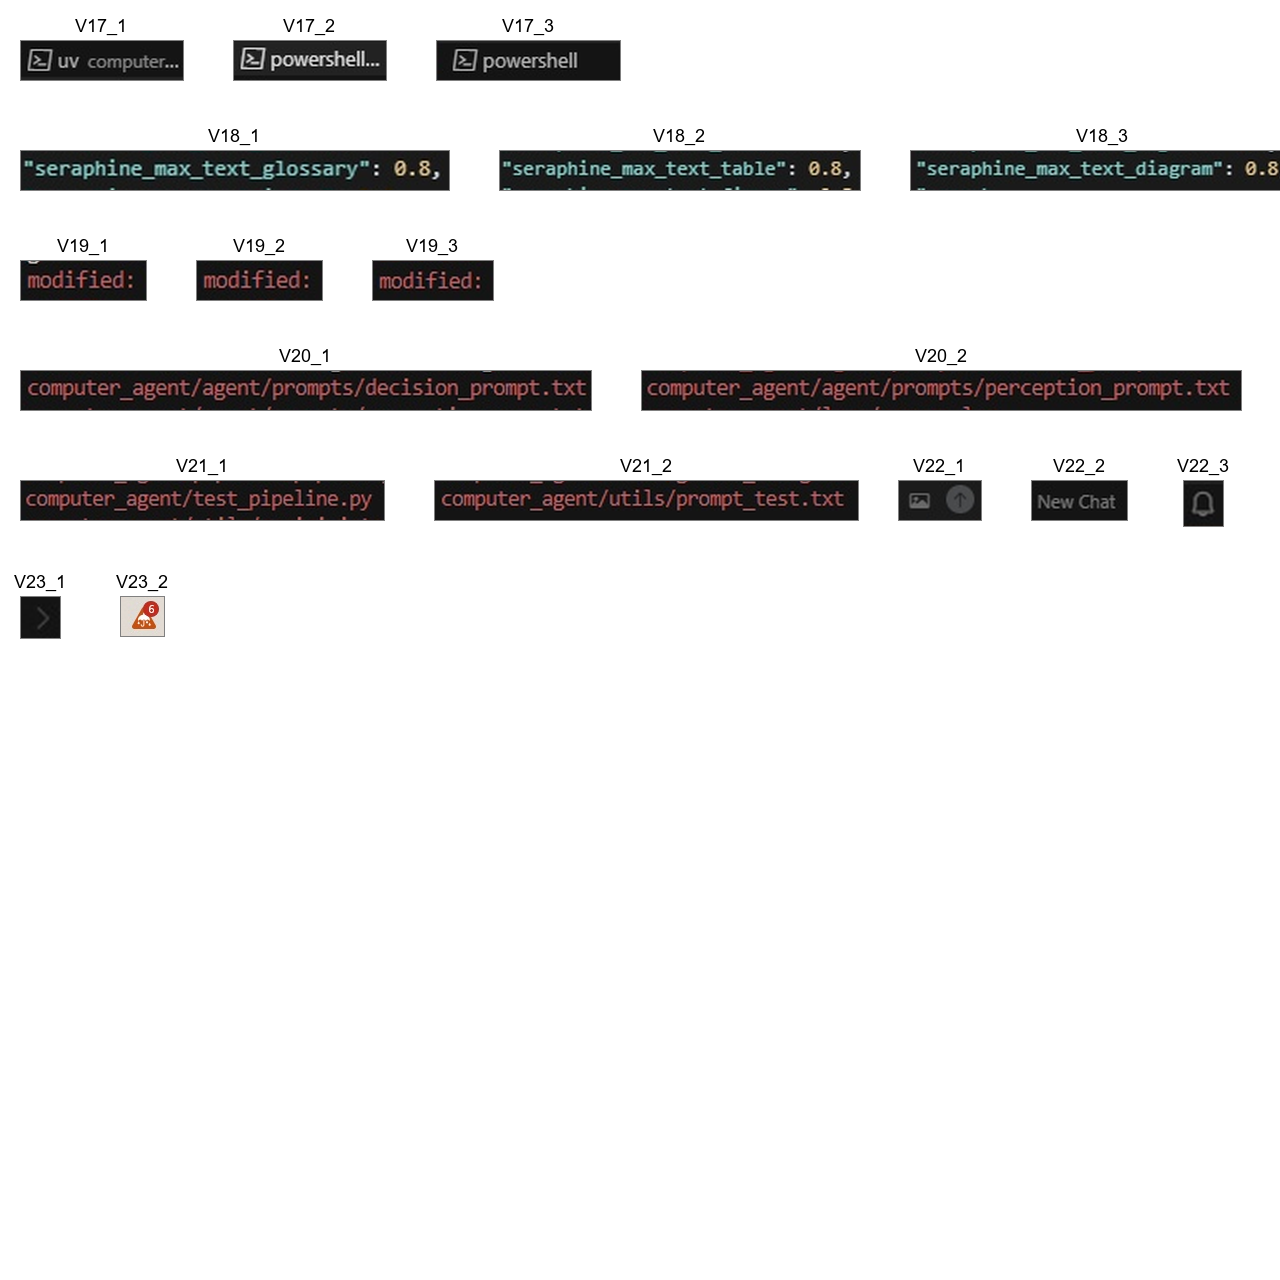 V17_1 V17_2 V17_3
uv computer... powershell... powershell
V18_1 V18_2 V18_3
"seraphine_max_text_glossary": 0.8, "seraphine_max_text_table": 0.8, "seraphine_max_text_diagram": 0.8
V19_1 V19_2 V19_3
modified: modified: modified:
V20_1 V20_2
computer_agent/agent/prompts/decision_prompt.txt computer_agent/agent/prompts/perception_prompt.txt
V21_1 V21_2 V22_1 V22_2 V22_3
computer_agent/test_pipeline.py computer_agent/utils/prompt_test.txt New Chat
V23_1 V23_2
6